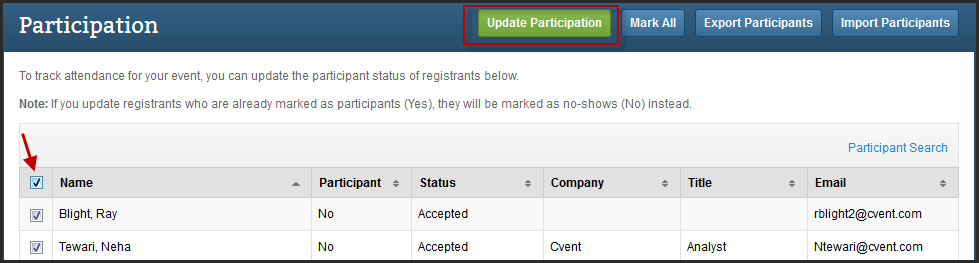 Participation
Update Participation Mark All Export Participants Import Participants
To track attendance for your event, you can update the participant status of registrants below.
Note: If you update registrants who are already marked as participants (Yes), they will be marked as no-shows (No) instead.
Participant Search
Name Participant Status Company Title Email
Blight, Ray No Accepted rblight2@cvent.com
Tewari, Neha No Accepted Cvent Analyst Ntewari@cvent.com